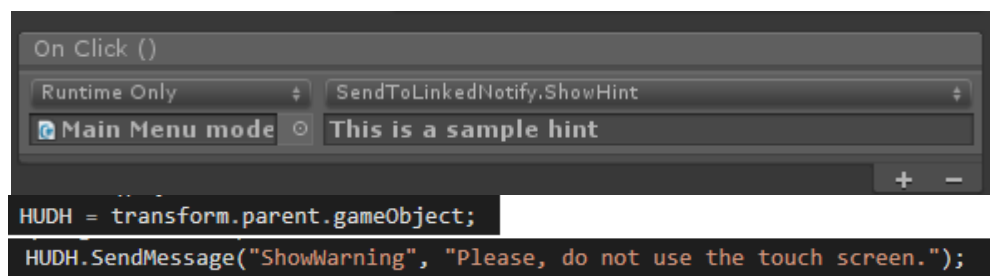 On Click ()
Runtime Only SendToLinkedNotify.ShowHint
Main Menu mode This is a sample hint
+ −
HUDH = transform.parent.gameObject;
HUDH.SendMessage("ShowWarning", "Please, do not use the touch screen.");